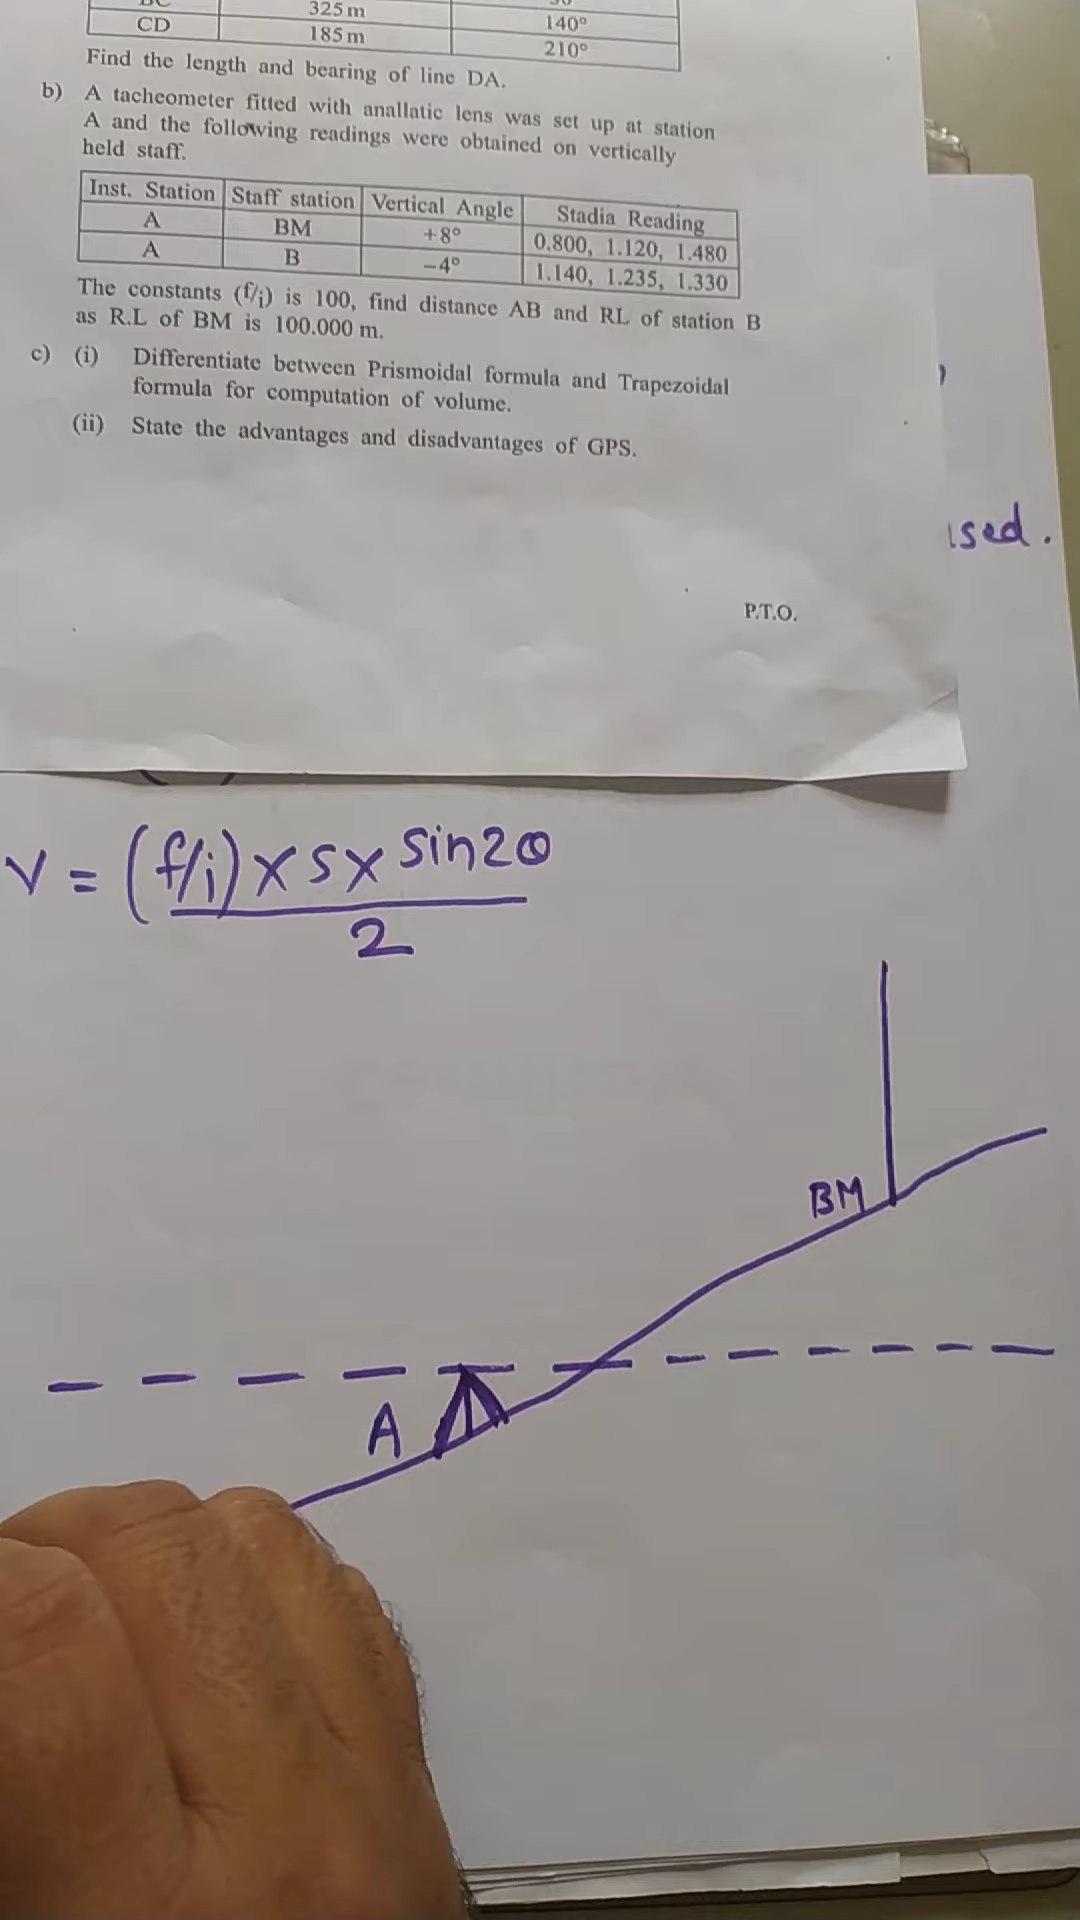 325 m
140°
CD 185 m 210°
Find the length and bearing of line DA.
b) A tacheometer fitted with anallatic lens was set up at station
A and the following readings were obtained on vertically
held staff.
Inst. Station Staff station Vertical Angle Stadia Reading
A BM +8° 0.800, 1.120, 1.480
A B −4° 1.140, 1.235, 1.330
The constants (f/i) is 100, find distance AB and RL of station B
as R.L of BM is 100.000 m.
c) (i) Differentiate between Prismoidal formula and Trapezoidal
formula for computation of volume.
(ii) State the advantages and disadvantages of GPS.
P.T.O.
V = (f/i) x S x sin2θ
2
BM
A